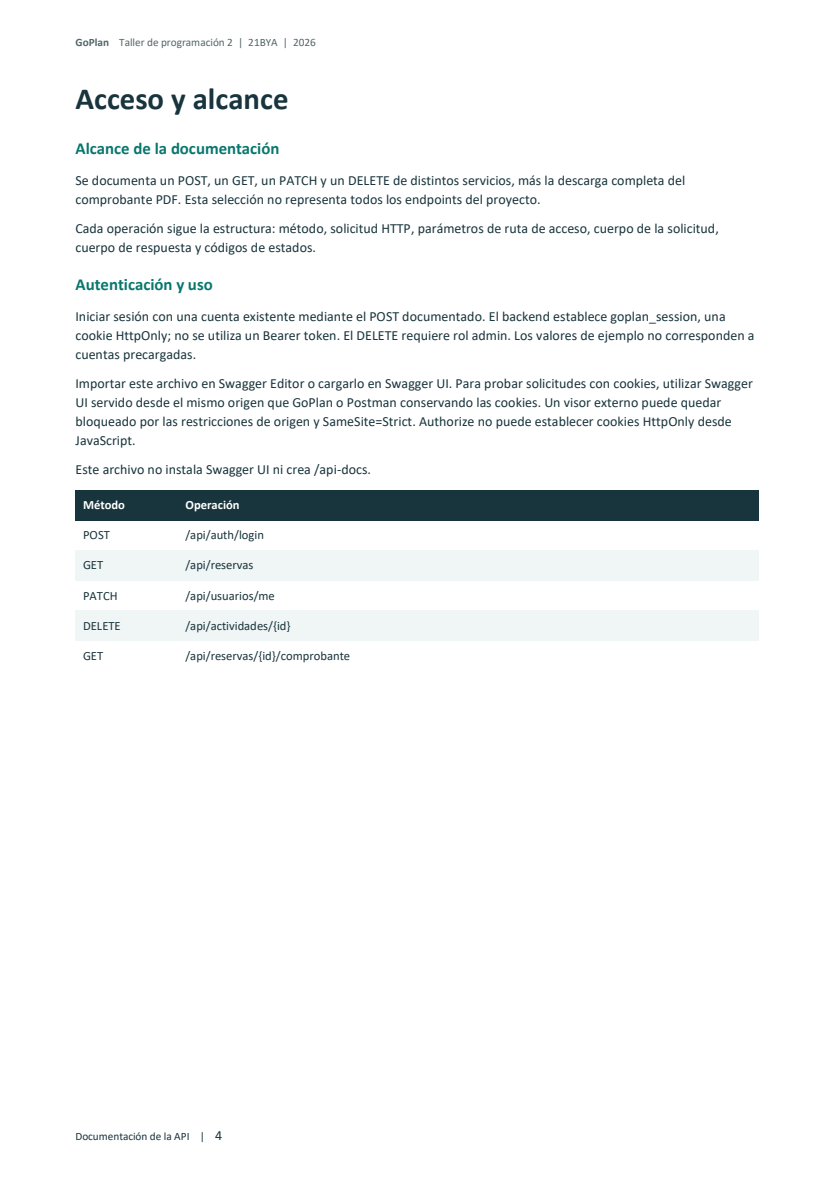 GoPlan Taller de programación 2 | 21BYA | 2026
Acceso y alcance
Alcance de la documentación
Se documenta un POST, un GET, un PATCH y un DELETE de distintos servicios, más la descarga completa del
comprobante PDF. Esta selección no representa todos los endpoints del proyecto.
Cada operación sigue la estructura: método, solicitud HTTP, parámetros de ruta de acceso, cuerpo de la solicitud,
cuerpo de respuesta y códigos de estados.
Autenticación y uso
Iniciar sesión con una cuenta existente mediante el POST documentado. El backend establece goplan_session, una
cookie HttpOnly; no se utiliza un Bearer token. El DELETE requiere rol admin. Los valores de ejemplo no corresponden a
cuentas precargadas.
Importar este archivo en Swagger Editor o cargarlo en Swagger UI. Para probar solicitudes con cookies, utilizar Swagger
UI servido desde el mismo origen que GoPlan o Postman conservando las cookies. Un visor externo puede quedar
bloqueado por las restricciones de origen y SameSite=Strict. Authorize no puede establecer cookies HttpOnly desde
JavaScript.
Este archivo no instala Swagger UI ni crea /api-docs.
Método Operación
POST /api/auth/login
GET /api/reservas
PATCH /api/usuarios/me
DELETE /api/actividades/{id}
GET /api/reservas/{id}/comprobante
Documentación de la API | 4